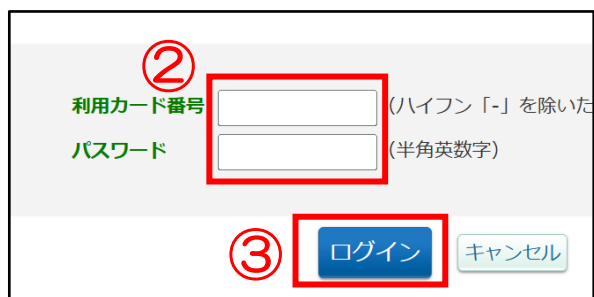 ②
利用カード番号 (ハイフン「-」を除いた
パスワード (半角英数字)
③ ログイン キャンセル